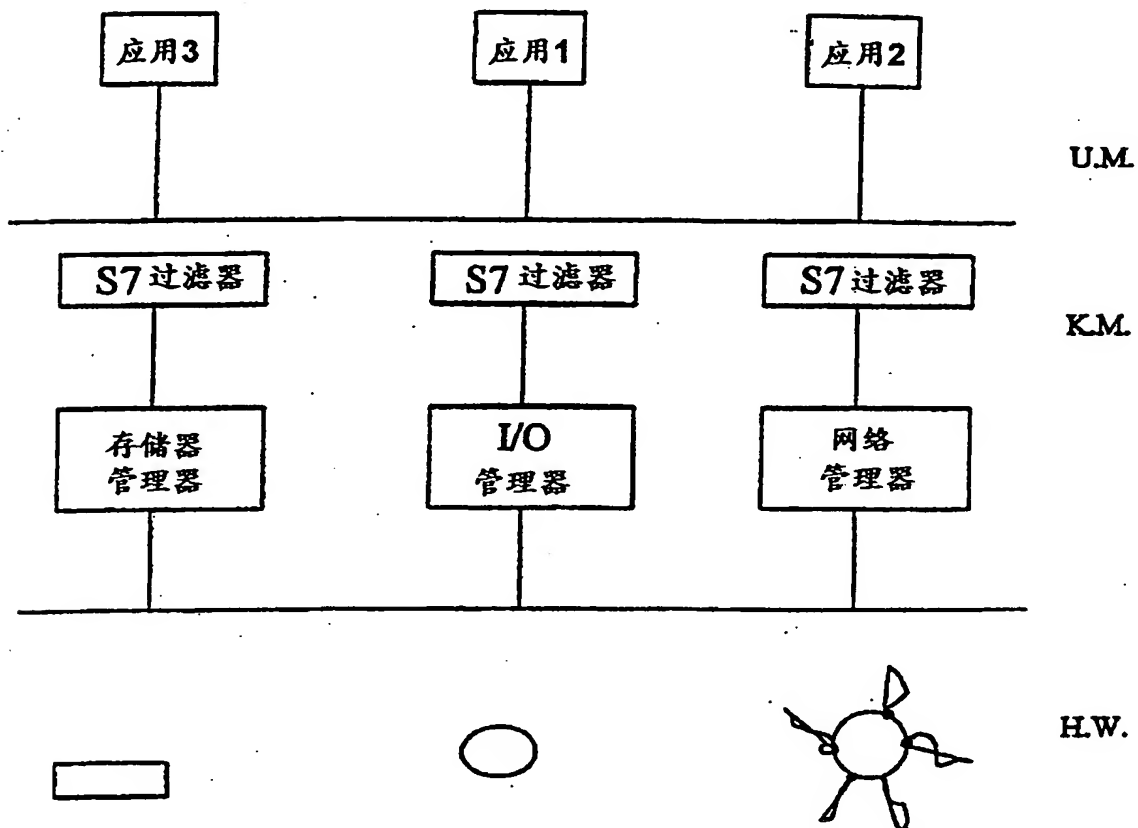 应用3
应用1
应用2
U.M.
S7过滤器
S7过滤器
S7过滤器
K.M.
存储器
管理器
I/O
管理器
网络
管理器
H.W.